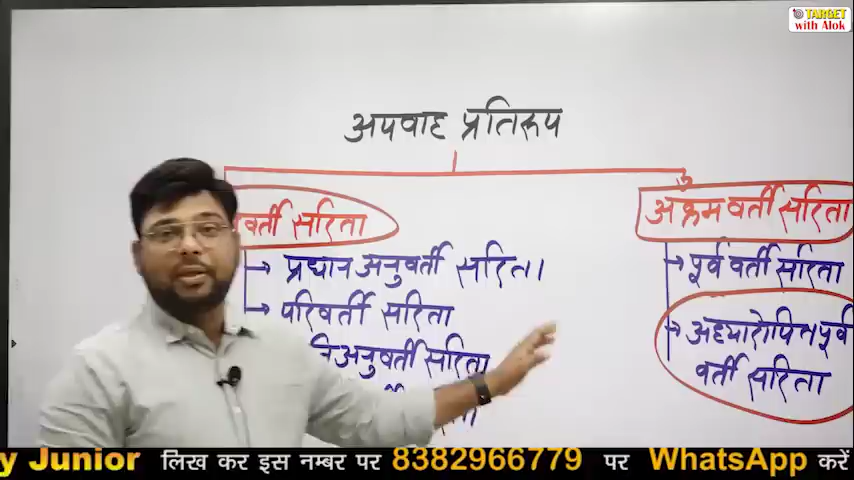 TARGET
with Alok
अपवाह प्रतिरूप
वर्ती सरिता
अक्रमवर्ती सरिता
→ प्रधान अनुवर्ती सरिता
→ परिवर्ती सरिता
अनुवर्ती सरिता
→ पूर्ववर्ती सरिता
→ अध्यारोपित पूर्व
वर्ती सरिता
y Junior लिख कर इस नम्बर पर 8382966779 पर WhatsApp करें